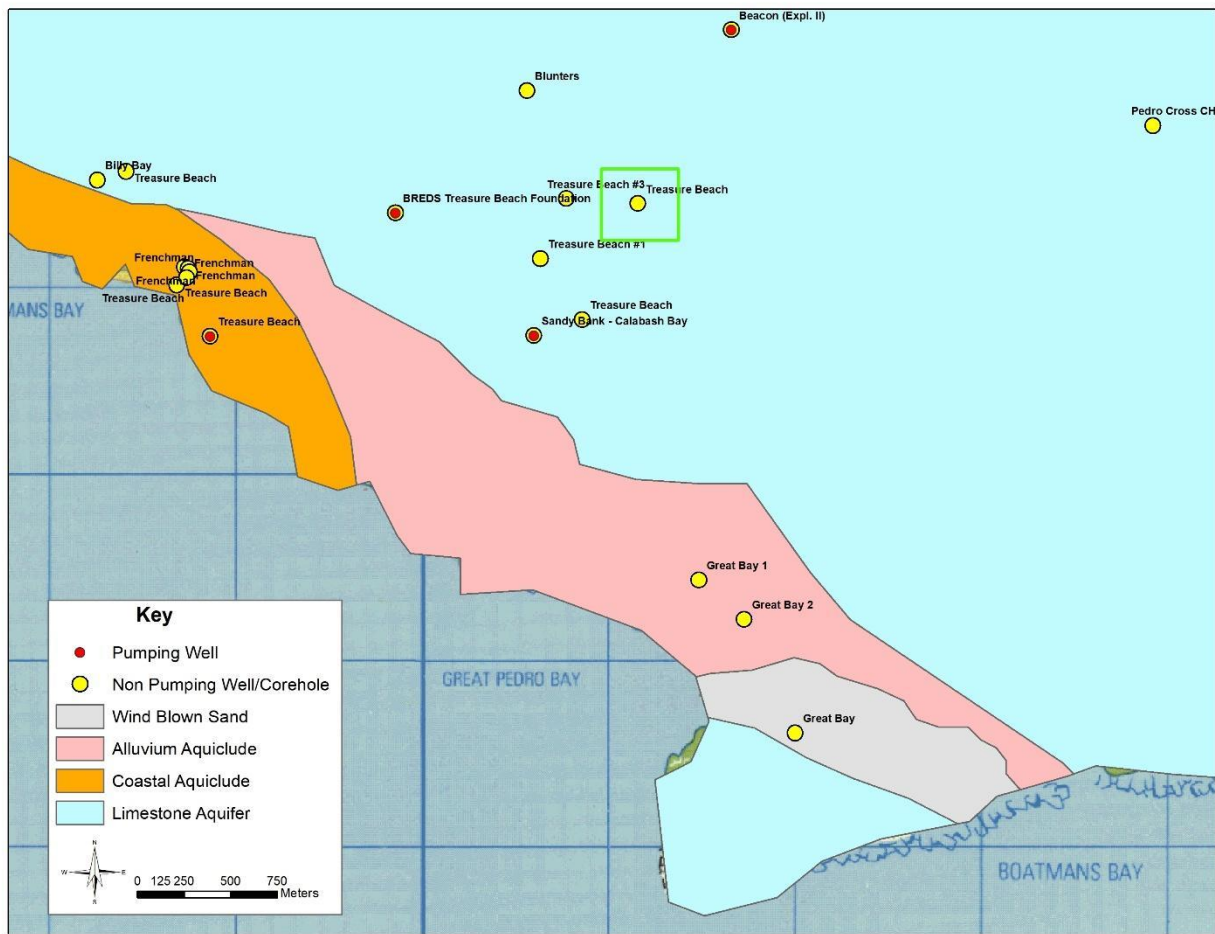 Beacon (Expl. II)
Blunters
Pedro Cross CH
Billy Bay
Treasure Beach
Treasure Beach #3
Treasure Beach
BREDS Treasure Beach Foundation
Treasure Beach #1
Frenchman
Frenchman
Frenchman
Frenchman
Treasure Beach
Treasure Beach
MANS BAY
Treasure Beach
Treasure Beach
Sandy Bank - Calabash Bay
Great Bay 1
Great Bay 2
GREAT PEDRO BAY
Great Bay
BOATMANS BAY
Key
Pumping Well
Non Pumping Well/Corehole
Wind Blown Sand
Alluvium Aquiclude
Coastal Aquiclude
Limestone Aquifer
N
W E
S
0 125 250 500 750
Meters